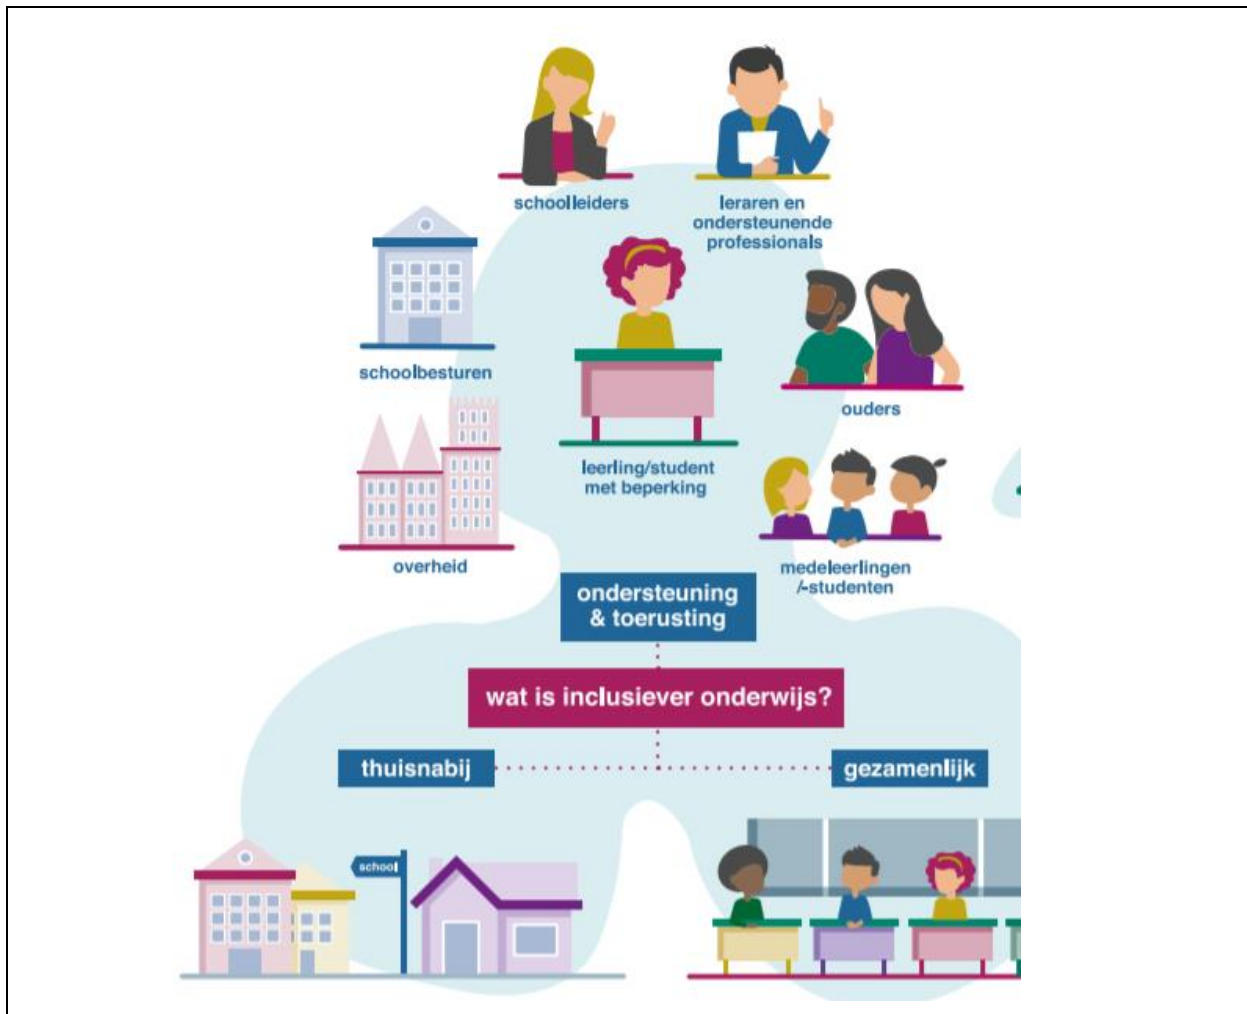 schoolleiders
leraren en
ondersteunende
professionals
schoolbesturen
ouders
leerling/student
met beperking
overheid
medeleerlingen
/-studenten
ondersteuning
& toerusting
wat is inclusiever onderwijs?
thuisnabij
gezamenlijk
school